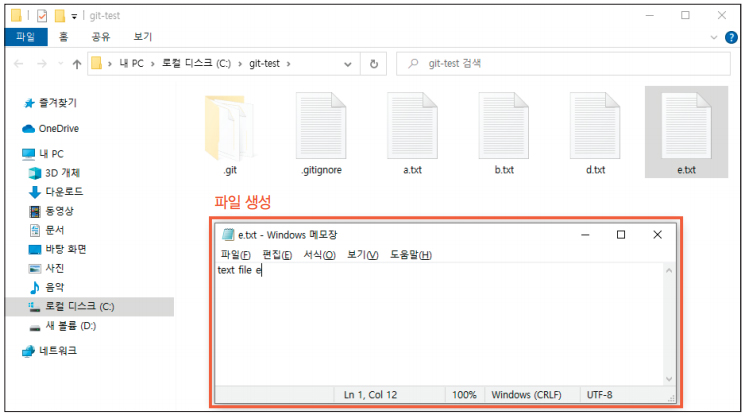 git-test
파일 홈 공유 보기
내 PC > 로컬 디스크 (C:) > git-test >
git-test 검색
즐겨찾기
OneDrive
내 PC
3D 개체
다운로드
동영상
문서
바탕 화면
사진
음악
로컬 디스크 (C:)
새 볼륨 (D:)
네트워크
.git .gitignore a.txt b.txt d.txt e.txt
파일 생성
e.txt - Windows 메모장
파일(F) 편집(E) 서식(O) 보기(V) 도움말(H)
text file e
Ln 1, Col 12 100% Windows (CRLF) UTF-8